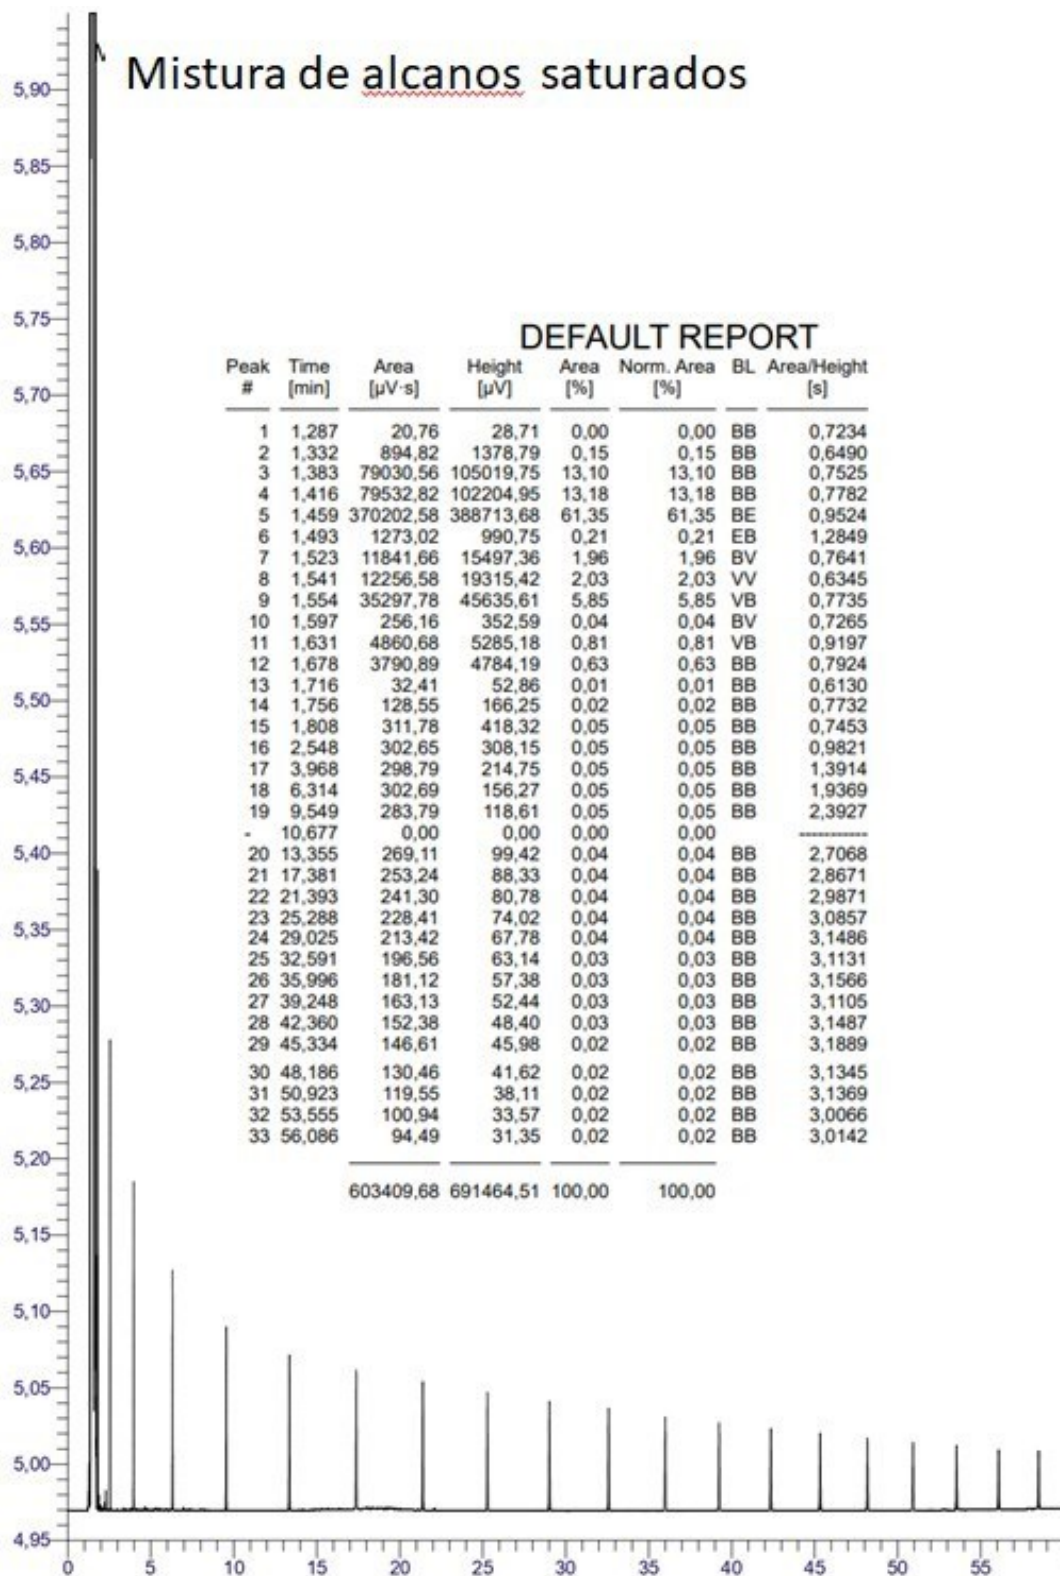 Mistura de alcanos saturados
5,90
5,85
5,80
5,75
DEFAULT REPORT
Peak Time Area Height Area Norm. Area BL Area/Height
# [min] [µV·s] [µV] [%] [%] [s]
5,70
1 1,287 20,76 28,71 0,00 0,00 BB 0,7234
2 1,332 894,82 1378,79 0,15 0,15 BB 0,6490
5,65
3 1,383 79030,56 105019,75 13,10 13,10 BB 0,7525
4 1,416 79532,82 102204,95 13,18 13,18 BB 0,7782
5 1,459 370202,58 388713,68 61,35 61,35 BE 0,9524
6 1,493 1273,02 990,75 0,21 0,21 EB 1,2849
5,60
7 1,523 11841,66 15497,36 1,96 1,96 BV 0,7641
8 1,541 12256,58 19315,42 2,03 2,03 VV 0,6345
9 1,554 35297,78 45635,61 5,85 5,85 VB 0,7735
10 1,597 256,16 352,59 0,04 0,04 BV 0,7265
5,55
11 1,631 4860,68 5285,18 0,81 0,81 VB 0,9197
12 1,678 3790,89 4784,19 0,63 0,63 BB 0,7924
13 1,716 32,41 52,86 0,01 0,01 BB 0,6130
5,50
14 1,756 128,55 166,25 0,02 0,02 BB 0,7732
15 1,808 311,78 418,32 0,05 0,05 BB 0,7453
16 2,548 302,65 308,15 0,05 0,05 BB 0,9821
5,45
17 3,968 298,79 214,75 0,05 0,05 BB 1,3914
18 6,314 302,69 156,27 0,05 0,05 BB 1,9369
19 9,549 283,79 118,61 0,05 0,05 BB 2,3927
- 10,677 0,00 0,00 0,00 0,00 -----------
5,40
20 13,355 269,11 99,42 0,04 0,04 BB 2,7068
21 17,381 253,24 88,33 0,04 0,04 BB 2,8671
22 21,393 241,30 80,78 0,04 0,04 BB 2,9871
23 25,288 228,41 74,02 0,04 0,04 BB 3,0857
5,35
24 29,025 213,42 67,78 0,04 0,04 BB 3,1486
25 32,591 196,56 63,14 0,03 0,03 BB 3,1131
26 35,996 181,12 57,38 0,03 0,03 BB 3,1566
5,30
27 39,248 163,13 52,44 0,03 0,03 BB 3,1105
28 42,360 152,38 48,40 0,03 0,03 BB 3,1487
29 45,334 146,61 45,98 0,02 0,02 BB 3,1889
30 48,186 130,46 41,62 0,02 0,02 BB 3,1345
5,25
31 50,923 119,55 38,11 0,02 0,02 BB 3,1369
32 53,555 100,94 33,57 0,02 0,02 BB 3,0066
33 56,086 94,49 31,35 0,02 0,02 BB 3,0142
5,20
603409,68 691464,51 100,00 100,00
5,15
5,10
5,05
5,00
4,95
0 5 10 15 20 25 30 35 40 45 50 55